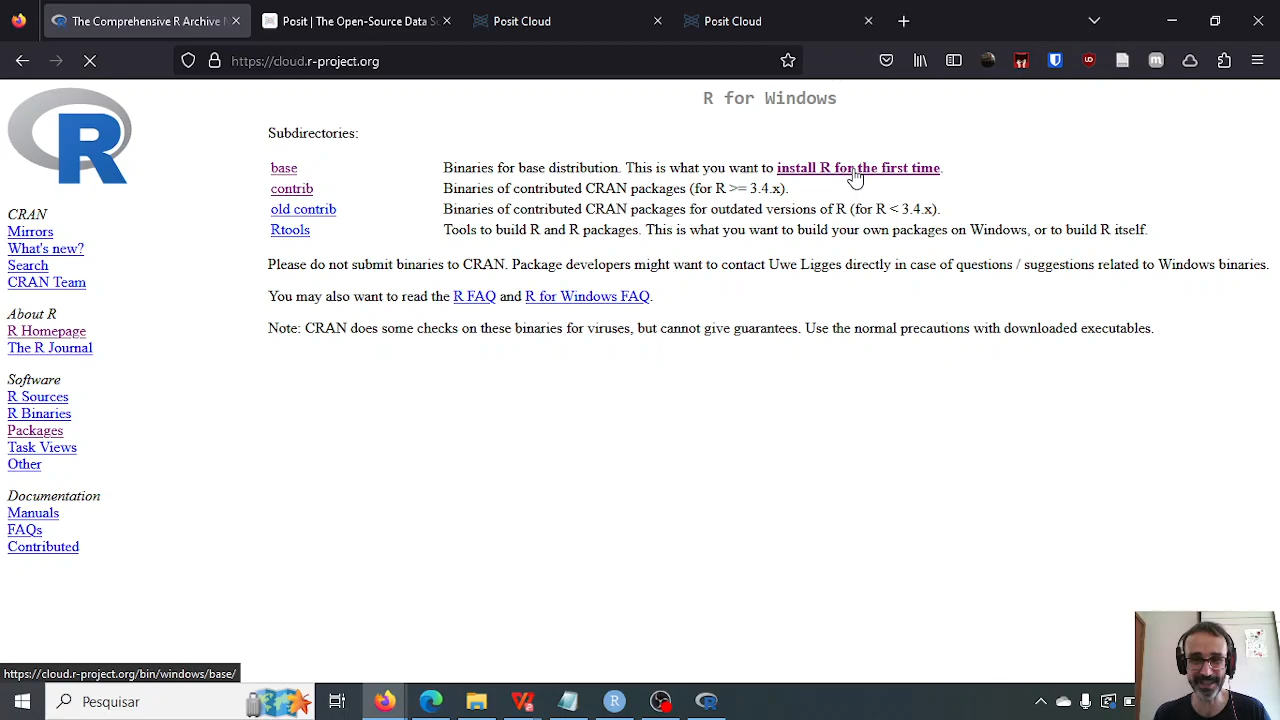 The Comprehensive R Archive N
Posit | The Open-Source Data Sc
Posit Cloud
Posit Cloud
https://cloud.r-project.org
R
CRAN
Mirrors
What's new?
Search
CRAN Team
About R
R Homepage
The R Journal
Software
R Sources
R Binaries
Packages
Task Views
Other
Documentation
Manuals
FAQs
Contributed
R for Windows
Subdirectories:
base Binaries for base distribution. This is what you want to install R for the first time.
contrib Binaries of contributed CRAN packages (for R >= 3.4.x).
old contrib Binaries of contributed CRAN packages for outdated versions of R (for R < 3.4.x).
Rtools Tools to build R and R packages. This is what you want to build your own packages on Windows, or to build R itself.
Please do not submit binaries to CRAN. Package developers might want to contact Uwe Ligges directly in case of questions / suggestions related to Windows binaries.
You may also want to read the R FAQ and R for Windows FAQ.
Note: CRAN does some checks on these binaries for viruses, but cannot give guarantees. Use the normal precautions with downloaded executables.
https://cloud.r-project.org/bin/windows/base/
Pesquisar